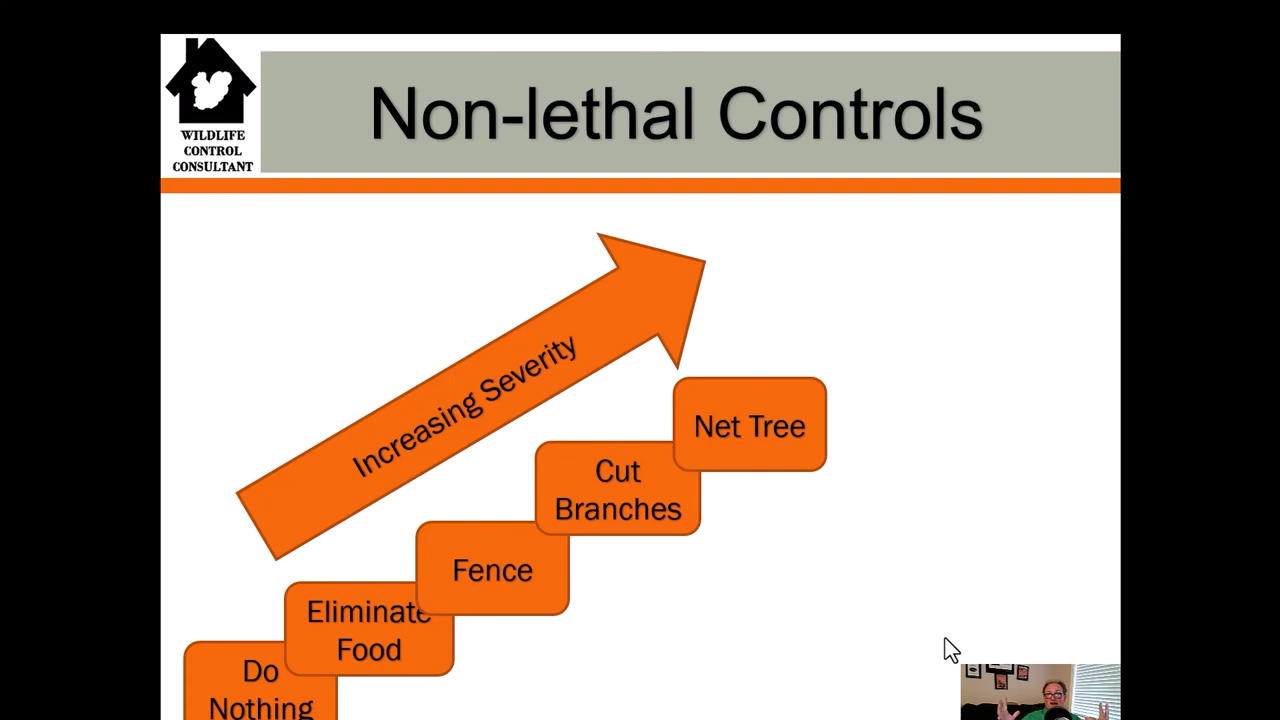 WILDLIFE
CONTROL
CONSULTANT
Non-lethal Controls
Increasing Severity
Net Tree
Cut
Branches
Fence
Eliminate
Food
Do
Nothing